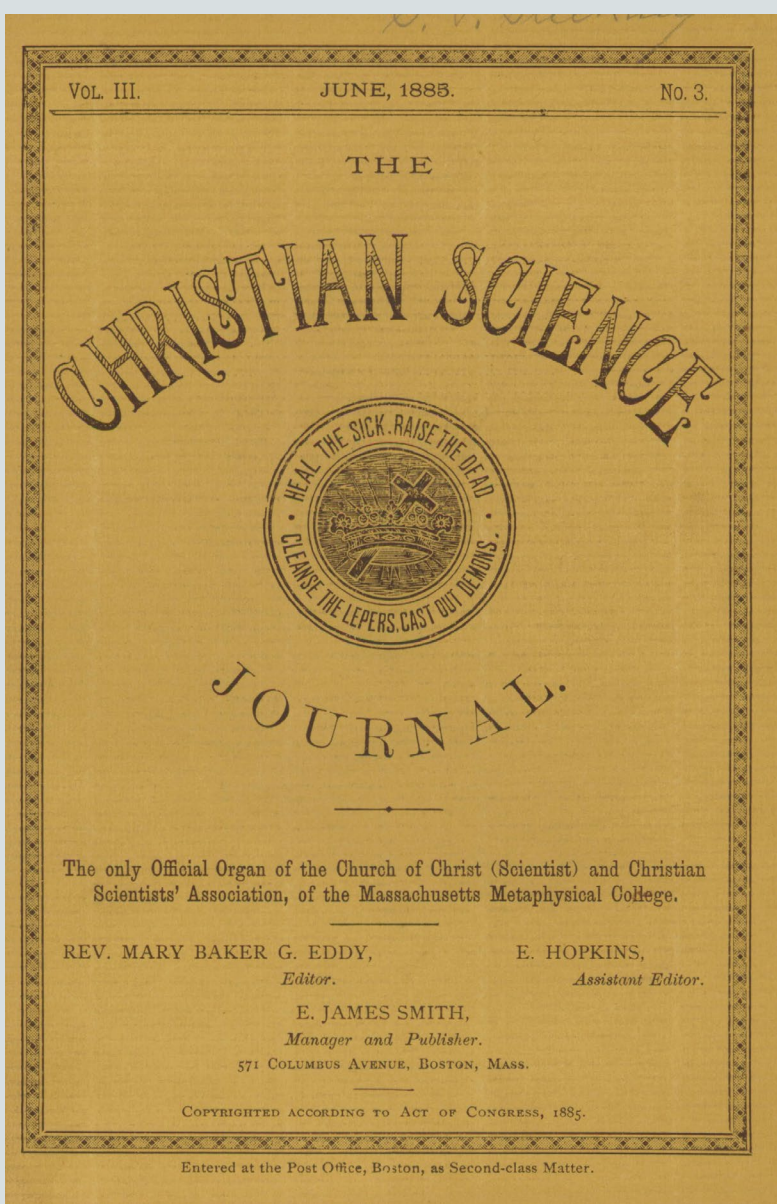 VOL. III. JUNE, 1885. No. 3.
THE
CHRISTIAN SCIENCE
HEAL THE SICK. RAISE THE DEAD
CLEANSE THE LEPERS. CAST OUT DEMONS.
JOURNAL.
The only Official Organ of the Church of Christ (Scientist) and Christian
Scientists' Association, of the Massachusetts Metaphysical College.
REV. MARY BAKER G. EDDY, E. HOPKINS,
Editor. Assistant Editor.
E. JAMES SMITH,
Manager and Publisher.
571 COLUMBUS AVENUE, BOSTON, MASS.
COPYRIGHTED ACCORDING TO ACT OF CONGRESS, 1885.
Entered at the Post Office, Boston, as Second-class Matter.